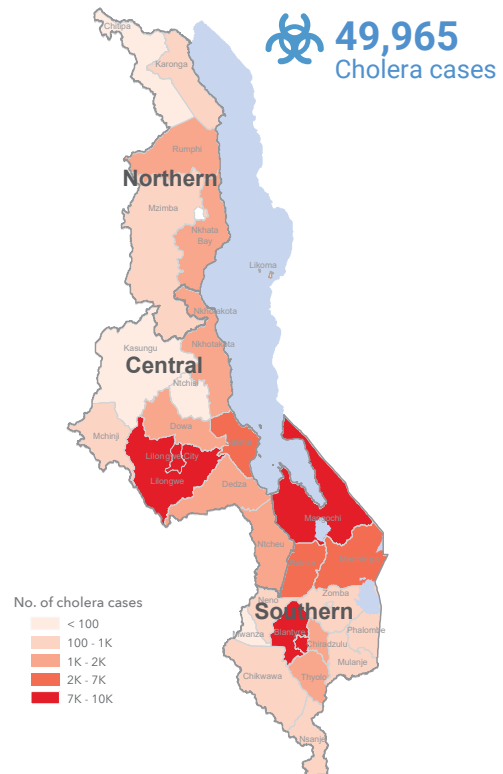 Chitipa
49,965
Cholera cases
Karonga
Rumphi
Northern
Mzimba
Nkhata
Bay
Likoma
Nkhotakota
Nkhotakota
Kasungu
Central
Ntchisi
Dowa
Mchinji
Lilongwe City
Lilongwe
Dedza
Mangochi
Ntcheu
No. of cholera cases
< 100
100 - 1K
1K - 2K
2K - 7K
7K - 10K
Neno
Zomba
Southern
Blantyre
Phalombe
Chiradzulu
Mulanje
Chikwawa
Thyolo
Nsanje